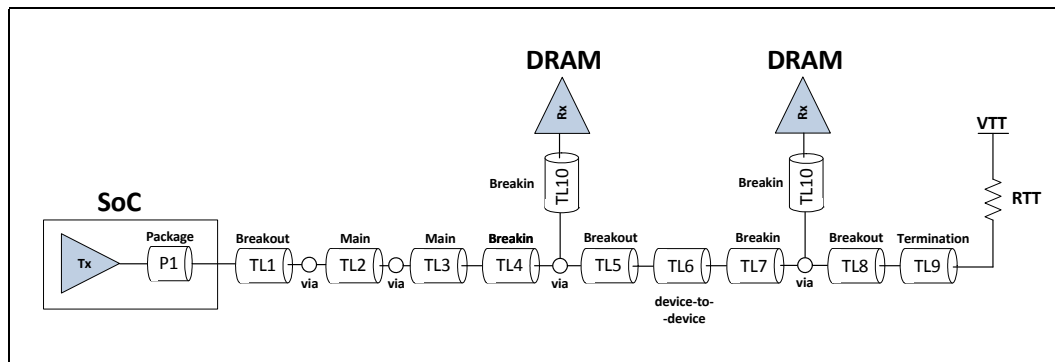 DRAM
DRAM
Rx
Rx
VTT
TL10
TL10
Breakin
Breakin
RTT
SoC
Package
Breakout
Main
Main
Breakin
Breakout
Breakin
Breakout
Termination
Tx
P1
TL1
TL2
TL3
TL4
TL5
TL6
TL7
TL8
TL9
via
via
via
via
device-to-
-device